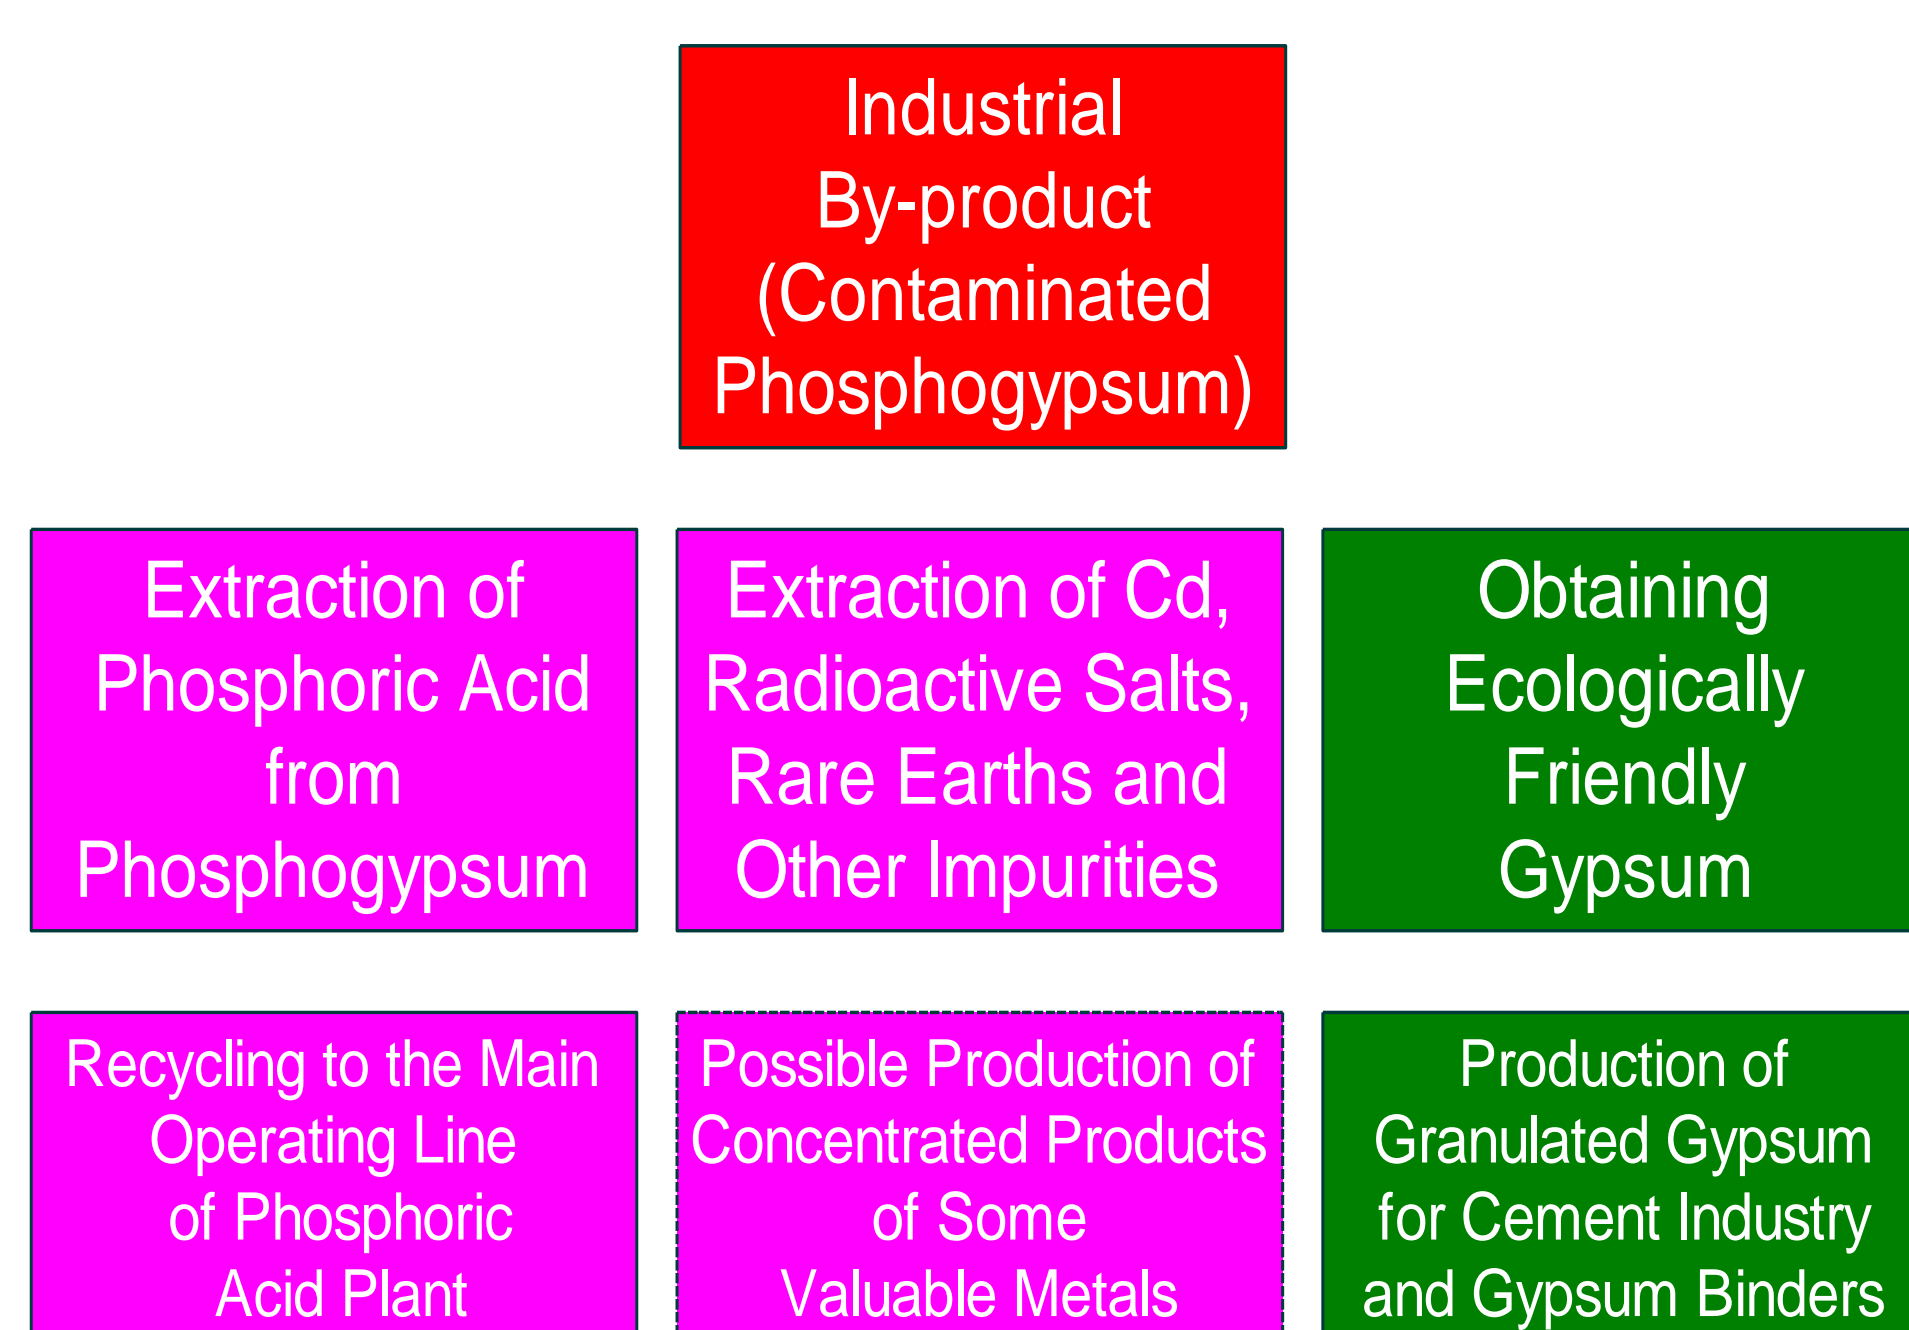 Industrial
By-product
(Contaminated
Phosphogypsum)
Extraction of
Phosphoric Acid
from
Phosphogypsum
Extraction of Cd,
Radioactive Salts,
Rare Earths and
Other Impurities
Obtaining
Ecologically
Friendly
Gypsum
Recycling to the Main
Operating Line
of Phosphoric
Acid Plant
Possible Production of
Concentrated Products
of Some
Valuable Metals
Production of
Granulated Gypsum
for Cement Industry
and Gypsum Binders